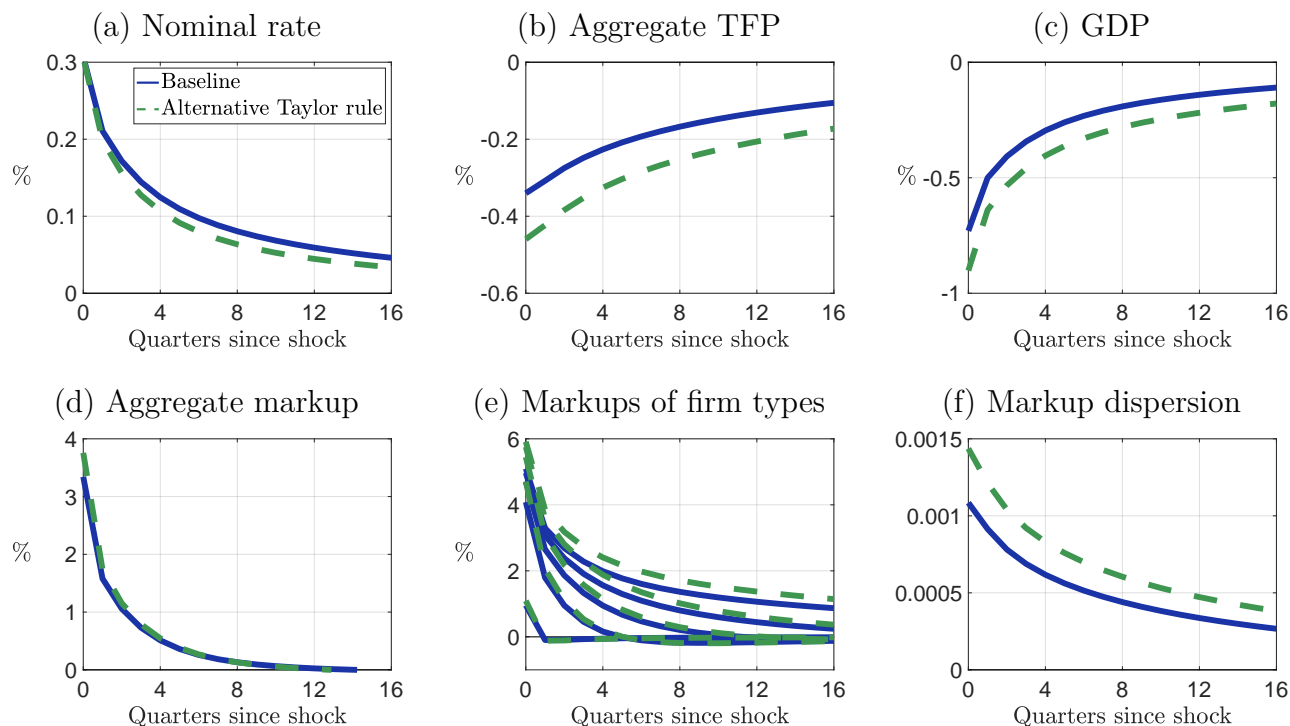 (a) Nominal rate
(b) Aggregate TFP
(c) GDP
0.3
0.2
0.1
0
%
Baseline
Alternative Taylor rule
0 4 8 12 16
Quarters since shock
0
-0.2
-0.4
-0.6
%
0 4 8 12 16
Quarters since shock
0
-0.5
-1
%
0 4 8 12 16
Quarters since shock
(d) Aggregate markup
(e) Markups of firm types
(f) Markup dispersion
4
3
2
1
0
%
0 4 8 12 16
Quarters since shock
6
4
2
0
%
0 4 8 12 16
Quarters since shock
0.0015
0.001
0.0005
0
0 4 8 12 16
Quarters since shock